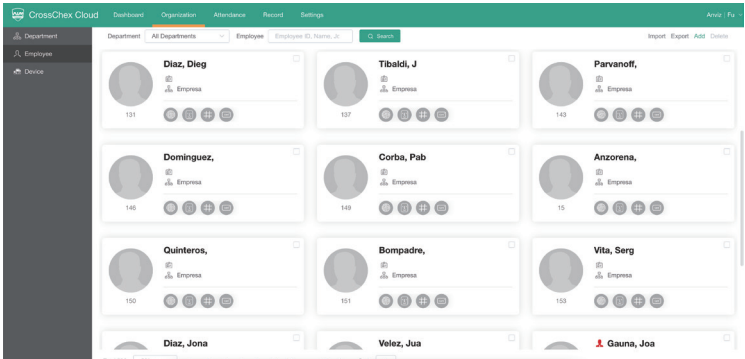 CrossChex Cloud Dashboard Organization Attendance Record Settings Anviz | Fu
Department
Employee
Device
Department All Departments Employee Employee ID, Name, Jc Search Import Export Add Delete
Diaz, Dieg
Empresa
131
Tibaldi, J
Empresa
137
Parvanoff,
Empresa
143
Dominguez,
Empresa
146
Corba, Pab
Empresa
149
Anzorena,
Empresa
15
Quinteros,
Empresa
150
Bompadre,
Empresa
151
Vita, Serg
Empresa
153
Diaz, Jona
Velez, Jua
Gauna, Joa